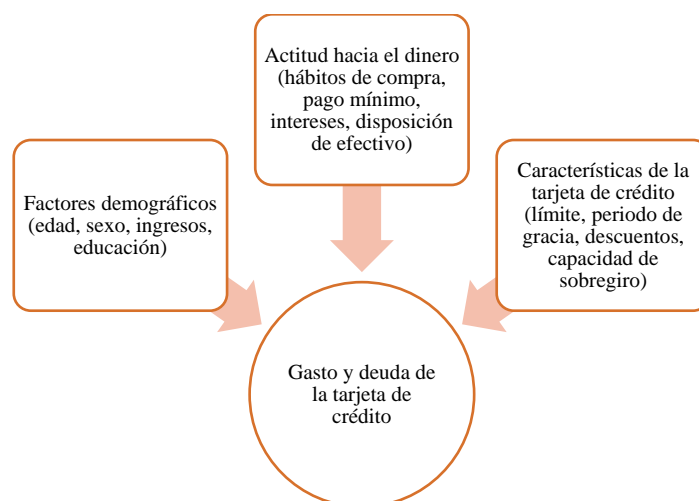 Actitud hacia el dinero
(hábitos de compra,
pago mínimo,
intereses, disposición
de efectivo)
Factores demográficos
(edad, sexo, ingresos,
educación)
Características de la
tarjeta de crédito
(límite, periodo de
gracia, descuentos,
capacidad de
sobregiro)
Gasto y deuda de
la tarjeta de
crédito